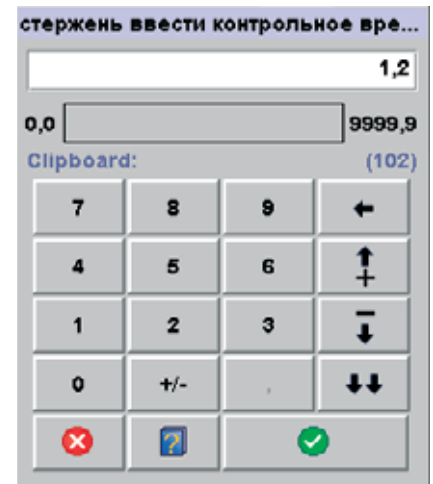 стержень ввести контрольное вре...
1,2
0,0 9999,9
Clipboard: (102)
7 8 9
4 5 6 +
1 2 3
0 +/- ,
?